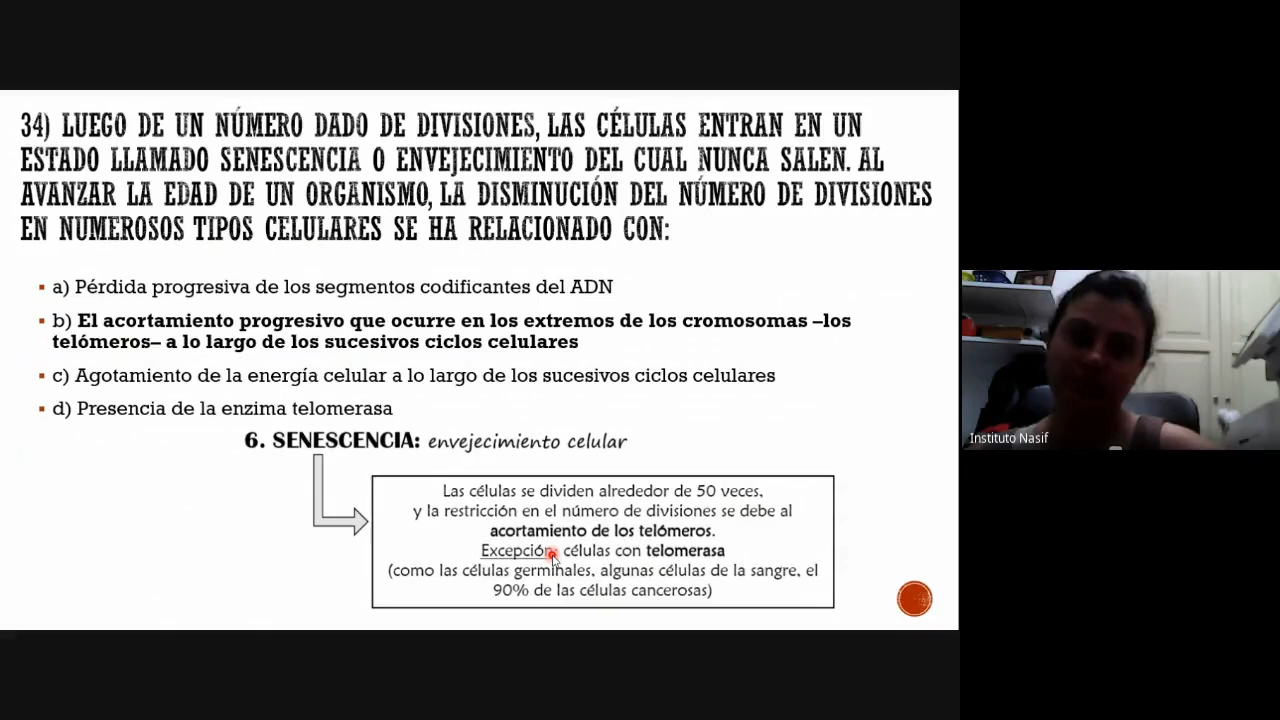 34) LUEGO DE UN NÚMERO DADO DE DIVISIONES, LAS CÉLULAS ENTRAN EN UN
ESTADO LLAMADO SENESCENCIA O ENVEJECIMIENTO DEL CUAL NUNCA SALEN. AL
AVANZAR LA EDAD DE UN ORGANISMO, LA DISMINUCIÓN DEL NÚMERO DE DIVISIONES
EN NUMEROSOS TIPOS CELULARES SE HA RELACIONADO CON:
a) Pérdida progresiva de los segmentos codificantes del ADN
b) El acortamiento progresivo que ocurre en los extremos de los cromosomas –los
telómeros– a lo largo de los sucesivos ciclos celulares
c) Agotamiento de la energía celular a lo largo de los sucesivos ciclos celulares
d) Presencia de la enzima telomerasa
6. SENESCENCIA: envejecimiento celular
Las células se dividen alrededor de 50 veces,
y la restricción en el número de divisiones se debe al
acortamiento de los telómeros.
Excepción: células con telomerasa
(como las células germinales, algunas células de la sangre, el
90% de las células cancerosas)
Instituto Nasif